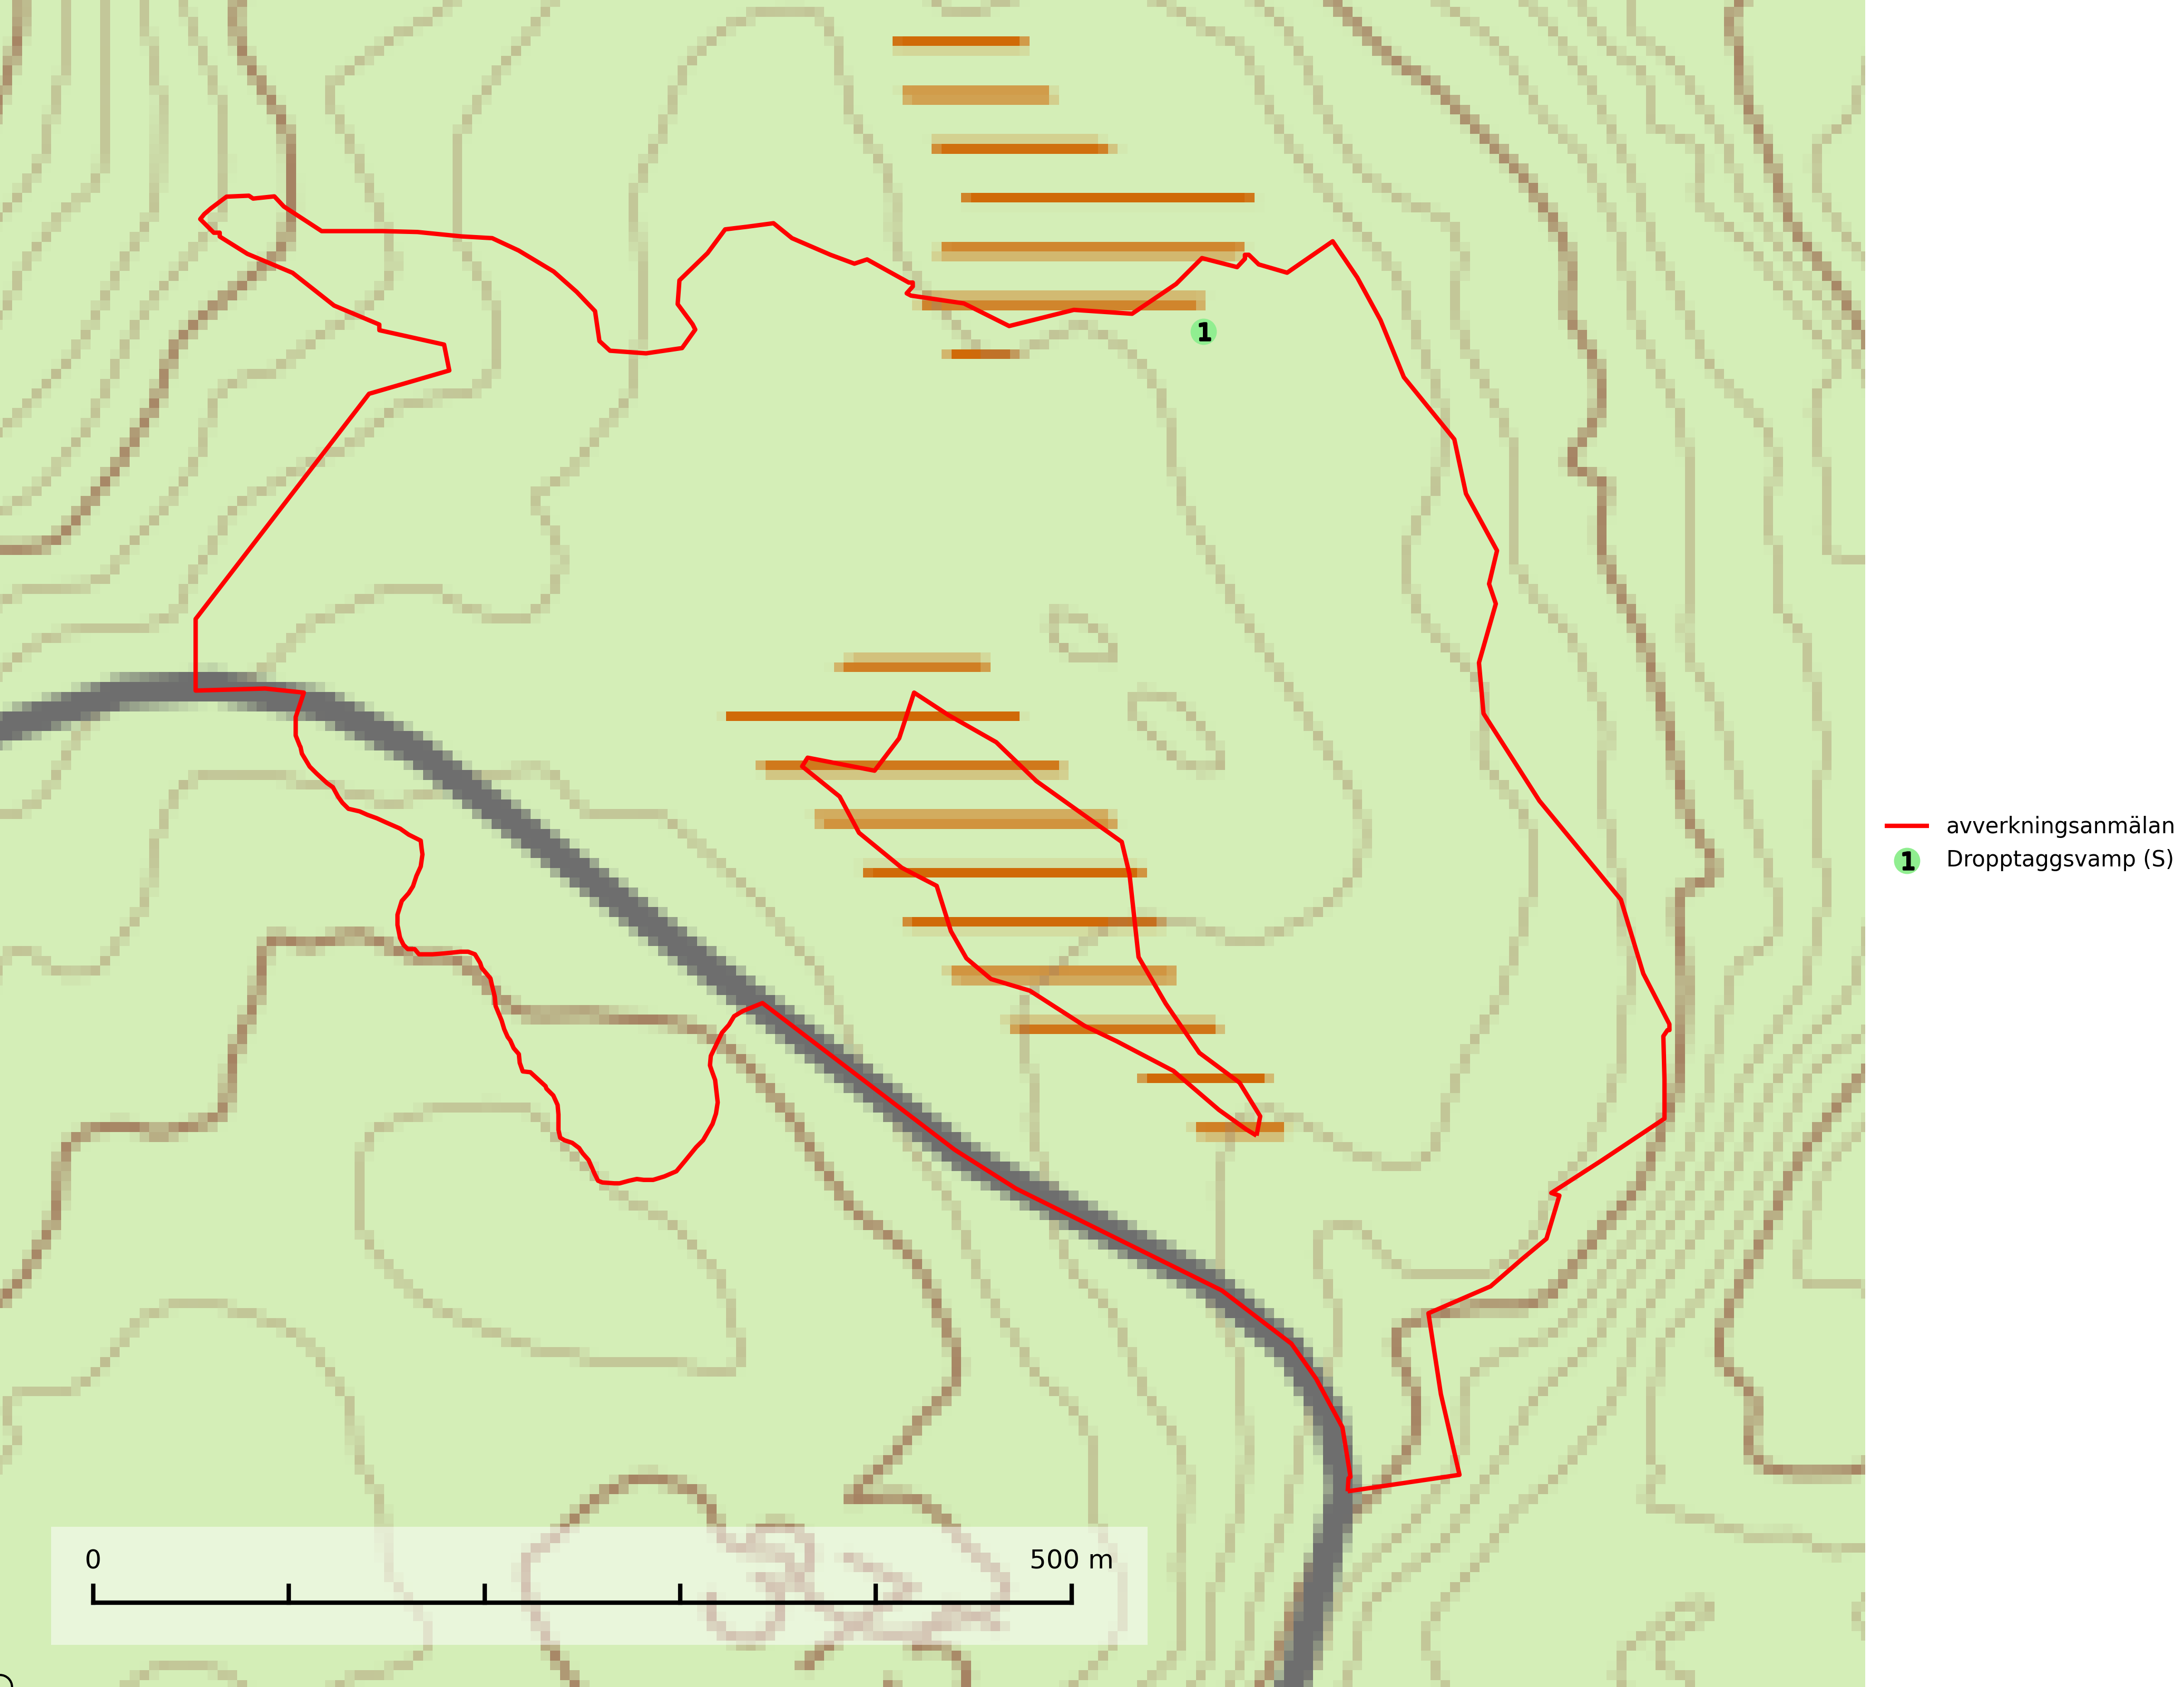 1
avverkningsanmälan
1 Dropptaggsvamp (S)
0 500 m